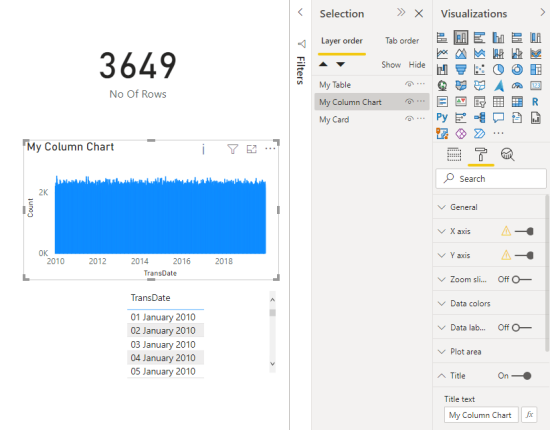 3649
No Of Rows
My Column Chart
Count
2K
0K
2010
2012
2014
2016
2018
TransDate
TransDate
01 January 2010
02 January 2010
03 January 2010
04 January 2010
05 January 2010
Filters
Selection
Layer order
Tab order
Show
Hide
My Table
My Column Chart
My Card
Visualizations
R
Py
Search
General
X axis
Y axis
Zoom sli... Off
Data colors
Data lab... Off
Plot area
Title On
Title text
My Column Chart
fx